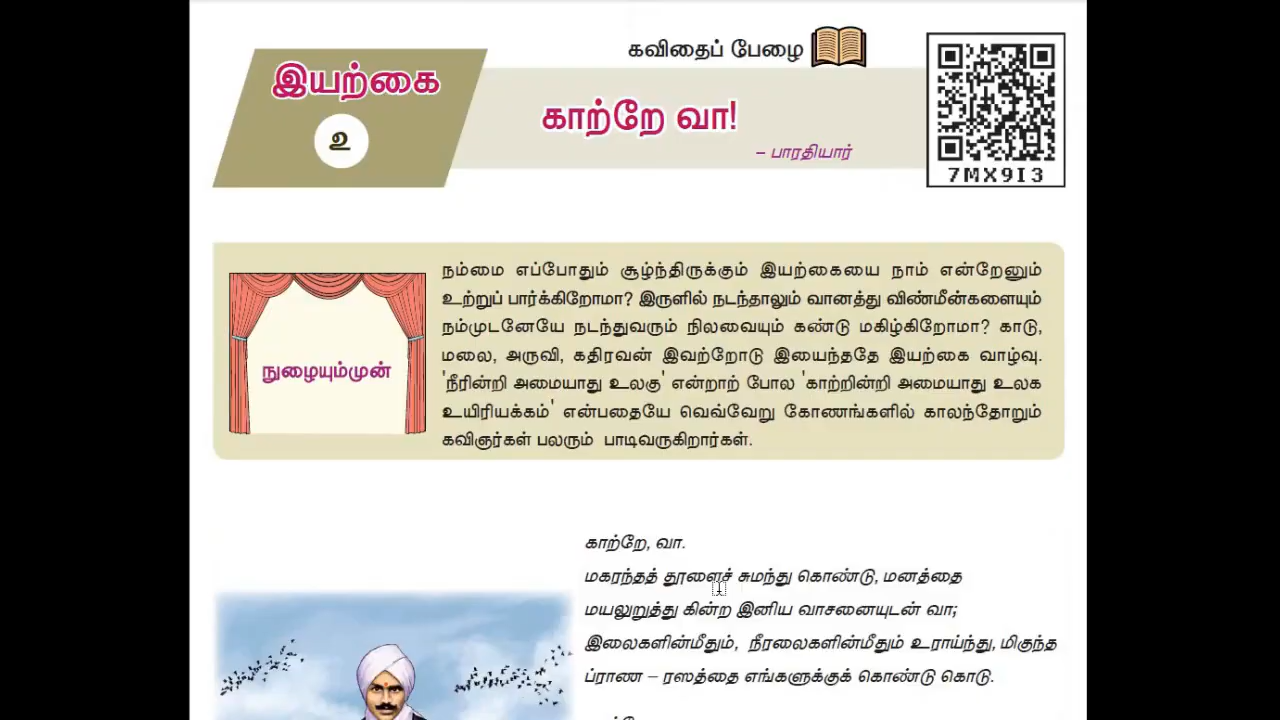 கவிதைப் பேழை
இயற்கை
௨
காற்றே வா!
– பாரதியார்
7MX9I3
நம்மை எப்போதும் சூழ்ந்திருக்கும் இயற்கையை நாம் என்றேனும்
உற்றுப் பார்க்கிறோமா? இருளில் நடந்தாலும் வானத்து விண்மீன்களையும்
நம்முடனேயே நடந்துவரும் நிலவையும் கண்டு மகிழ்கிறோமா? காடு,
மலை, அருவி, கதிரவன் இவற்றோடு இயைந்ததே இயற்கை வாழ்வு.
'நீரின்றி அமையாது உலகு' என்றாற் போல 'காற்றின்றி அமையாது உலக
உயிரியக்கம்' என்பதையே வெவ்வேறு கோணங்களில் காலந்தோறும்
கவிஞர்கள் பலரும் பாடிவருகிறார்கள்.
நுழையும்முன்
காற்றே, வா.
மகரந்தத் தூளைச் சுமந்து கொண்டு, மனத்தை
மயலுறுத்து கின்ற இனிய வாசனையுடன் வா;
இலைகளின்மீதும், நீரலைகளின்மீதும் உராய்ந்து, மிகுந்த
ப்ராண – ரஸத்தை எங்களுக்குக் கொண்டு கொடு.